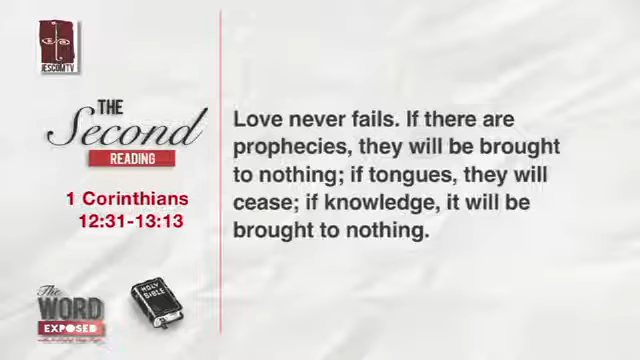 JESCOMTV
THE
Second
READING
1 Corinthians
12:31-13:13
Love never fails. If there are
prophecies, they will be brought
to nothing; if tongues, they will
cease; if knowledge, it will be
brought to nothing.
The
WORD
EXPOSED
HOLY
BIBLE